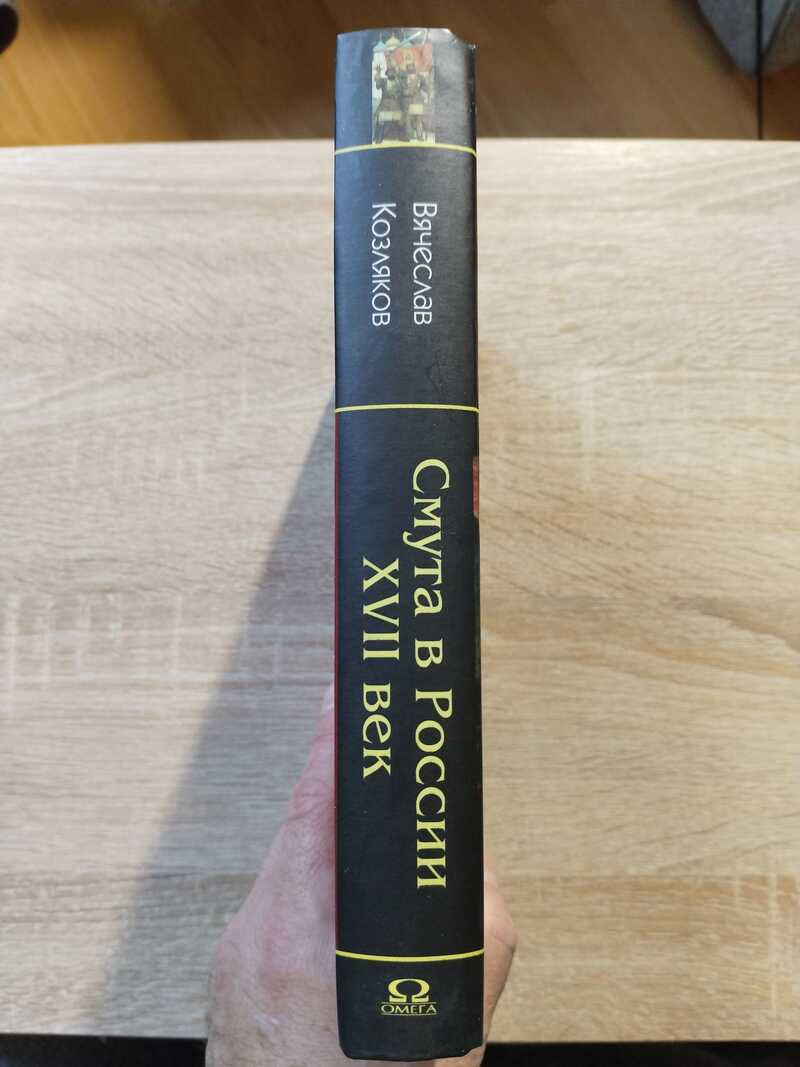 Вячеслав
Козляков
Смута в России
XVII век
ОМЕГА